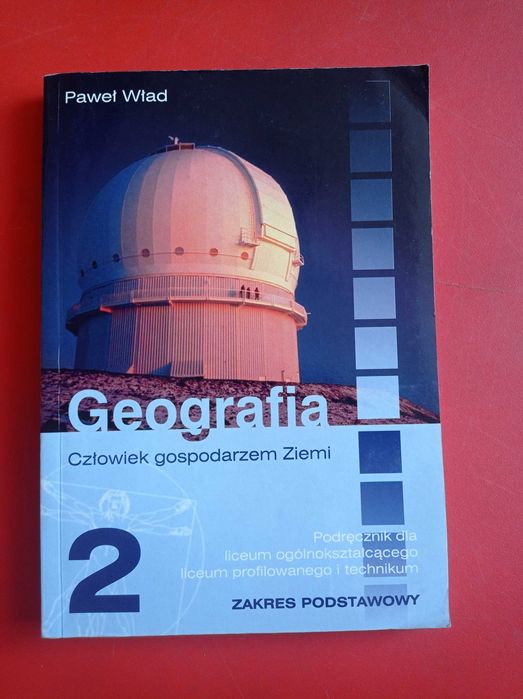 Paweł Wład
Geografia
Człowiek gospodarzem Ziemi
2
Podręcznik dla
liceum ogólnokształcącego
liceum profilowanego i technikum
ZAKRES PODSTAWOWY